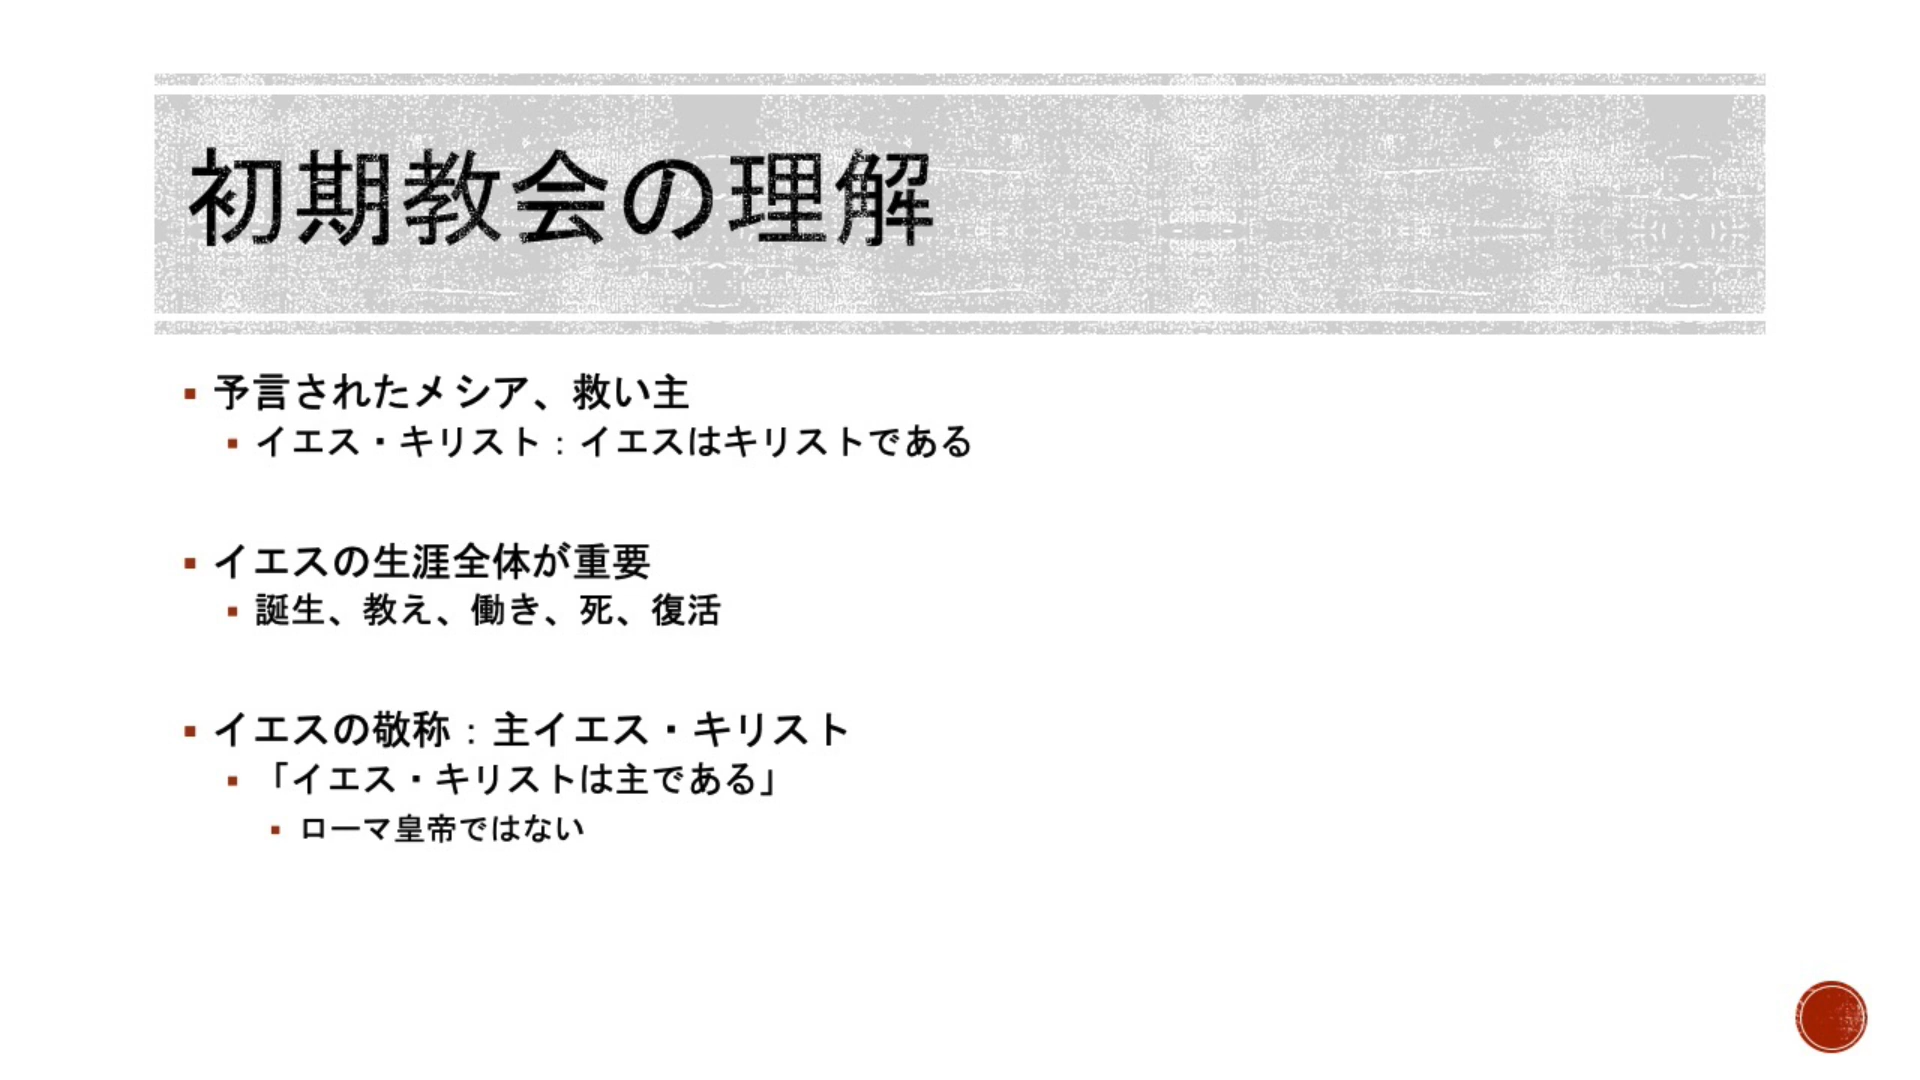 初期教会の理解
予言されたメシア、救い主
イエス・キリスト：イエスはキリストである
イエスの生涯全体が重要
誕生、教え、働き、死、復活
イエスの敬称：主イエス・キリスト
「イエス・キリストは主である」
ローマ皇帝ではない